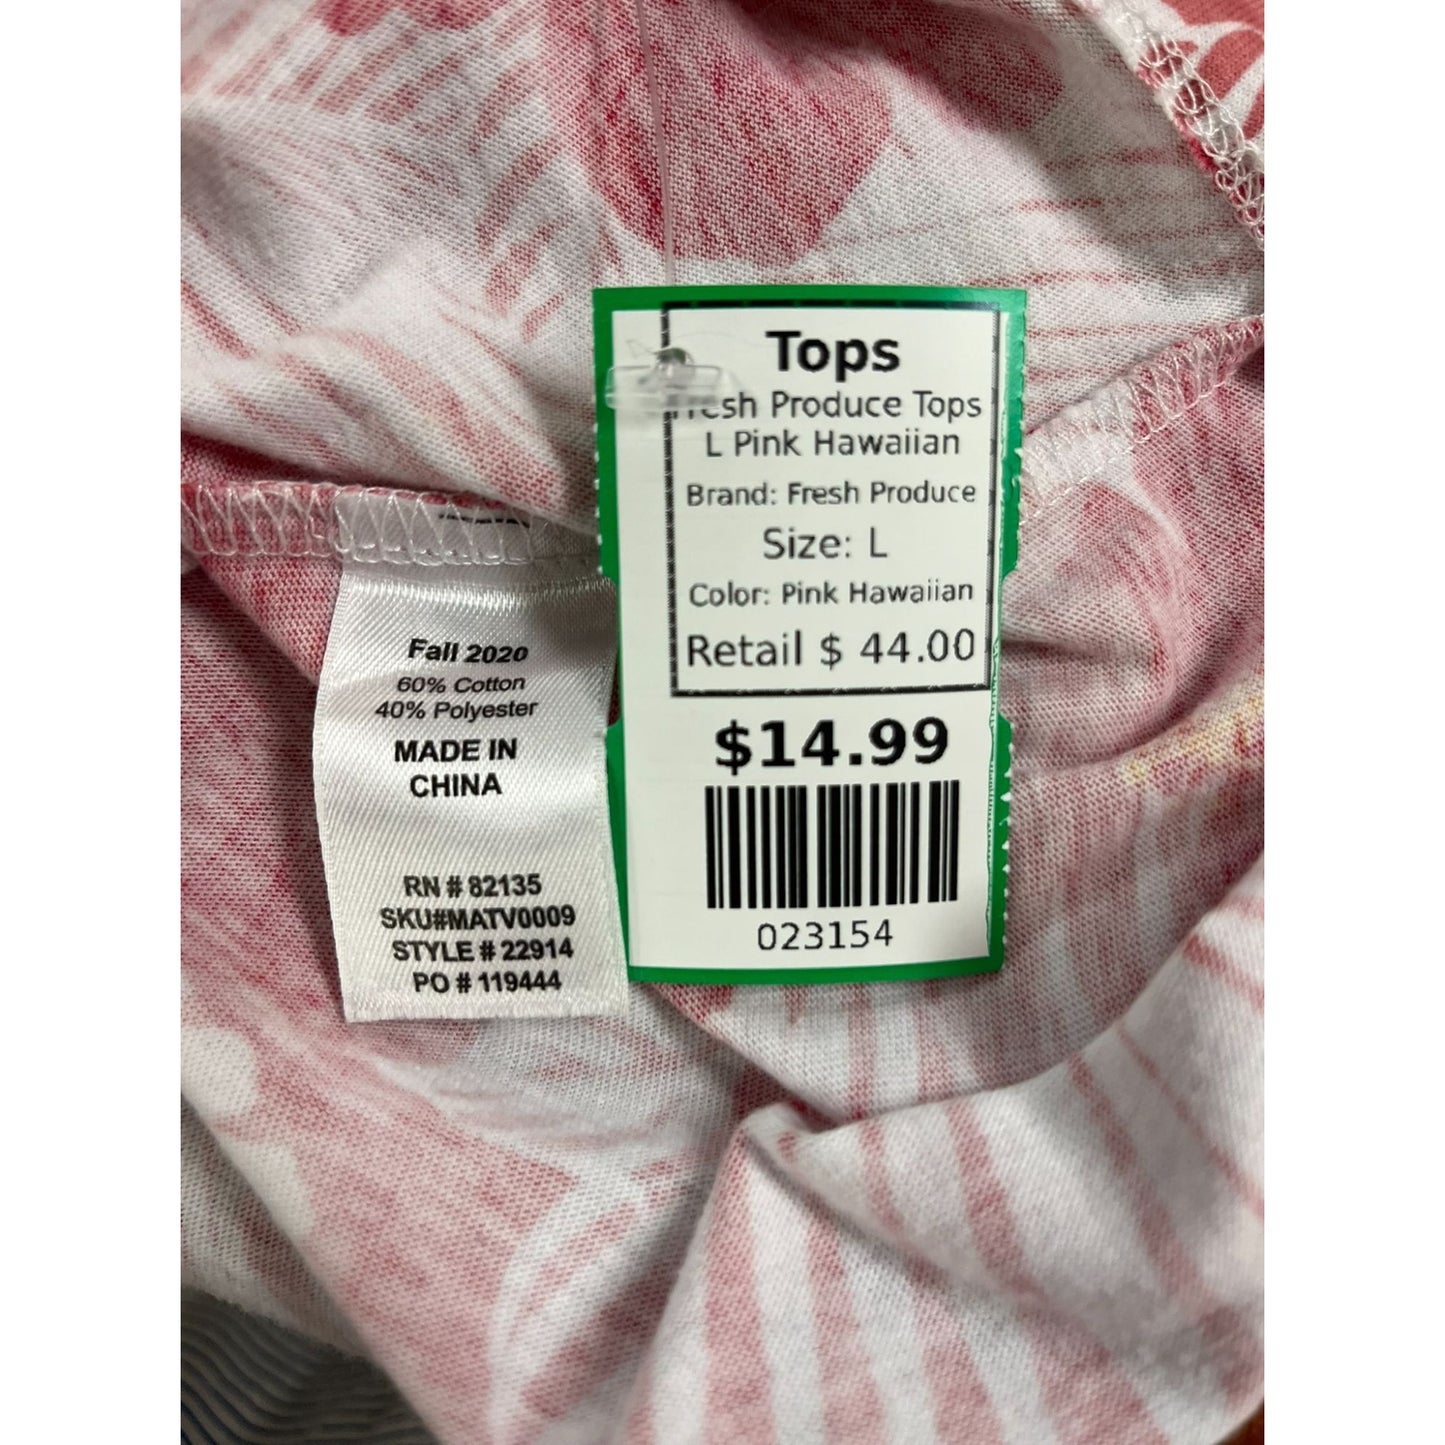 Tops
Fresh Produce Tops
L Pink Hawaiian
Brand: Fresh Produce
Size: L
Color: Pink Hawaiian
Retail $ 44.00
$14.99
023154
Fall 2020
60% Cotton
40% Polyester
MADE IN
CHINA
RN # 82135
SKU#MATV0009
STYLE # 22914
PO # 119444